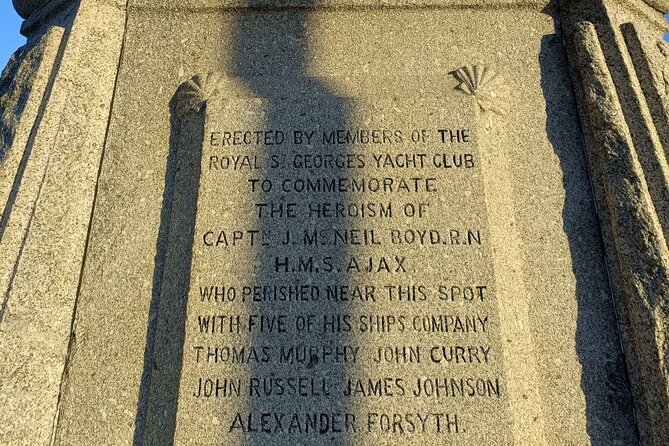 ERECTED BY MEMBERS OF THE
ROYAL ST GEORGES YACHT CLUB
TO COMMEMORATE
THE HEROISM OF
CAPTN J. MCNEIL BOYD. R.N
H.M.S. AJAX
WHO PERISHED NEAR THIS SPOT
WITH FIVE OF HIS SHIPS COMPANY
THOMAS MURPHY JOHN CURRY
JOHN RUSSELL JAMES JOHNSON
ALEXANDER FORSYTH.